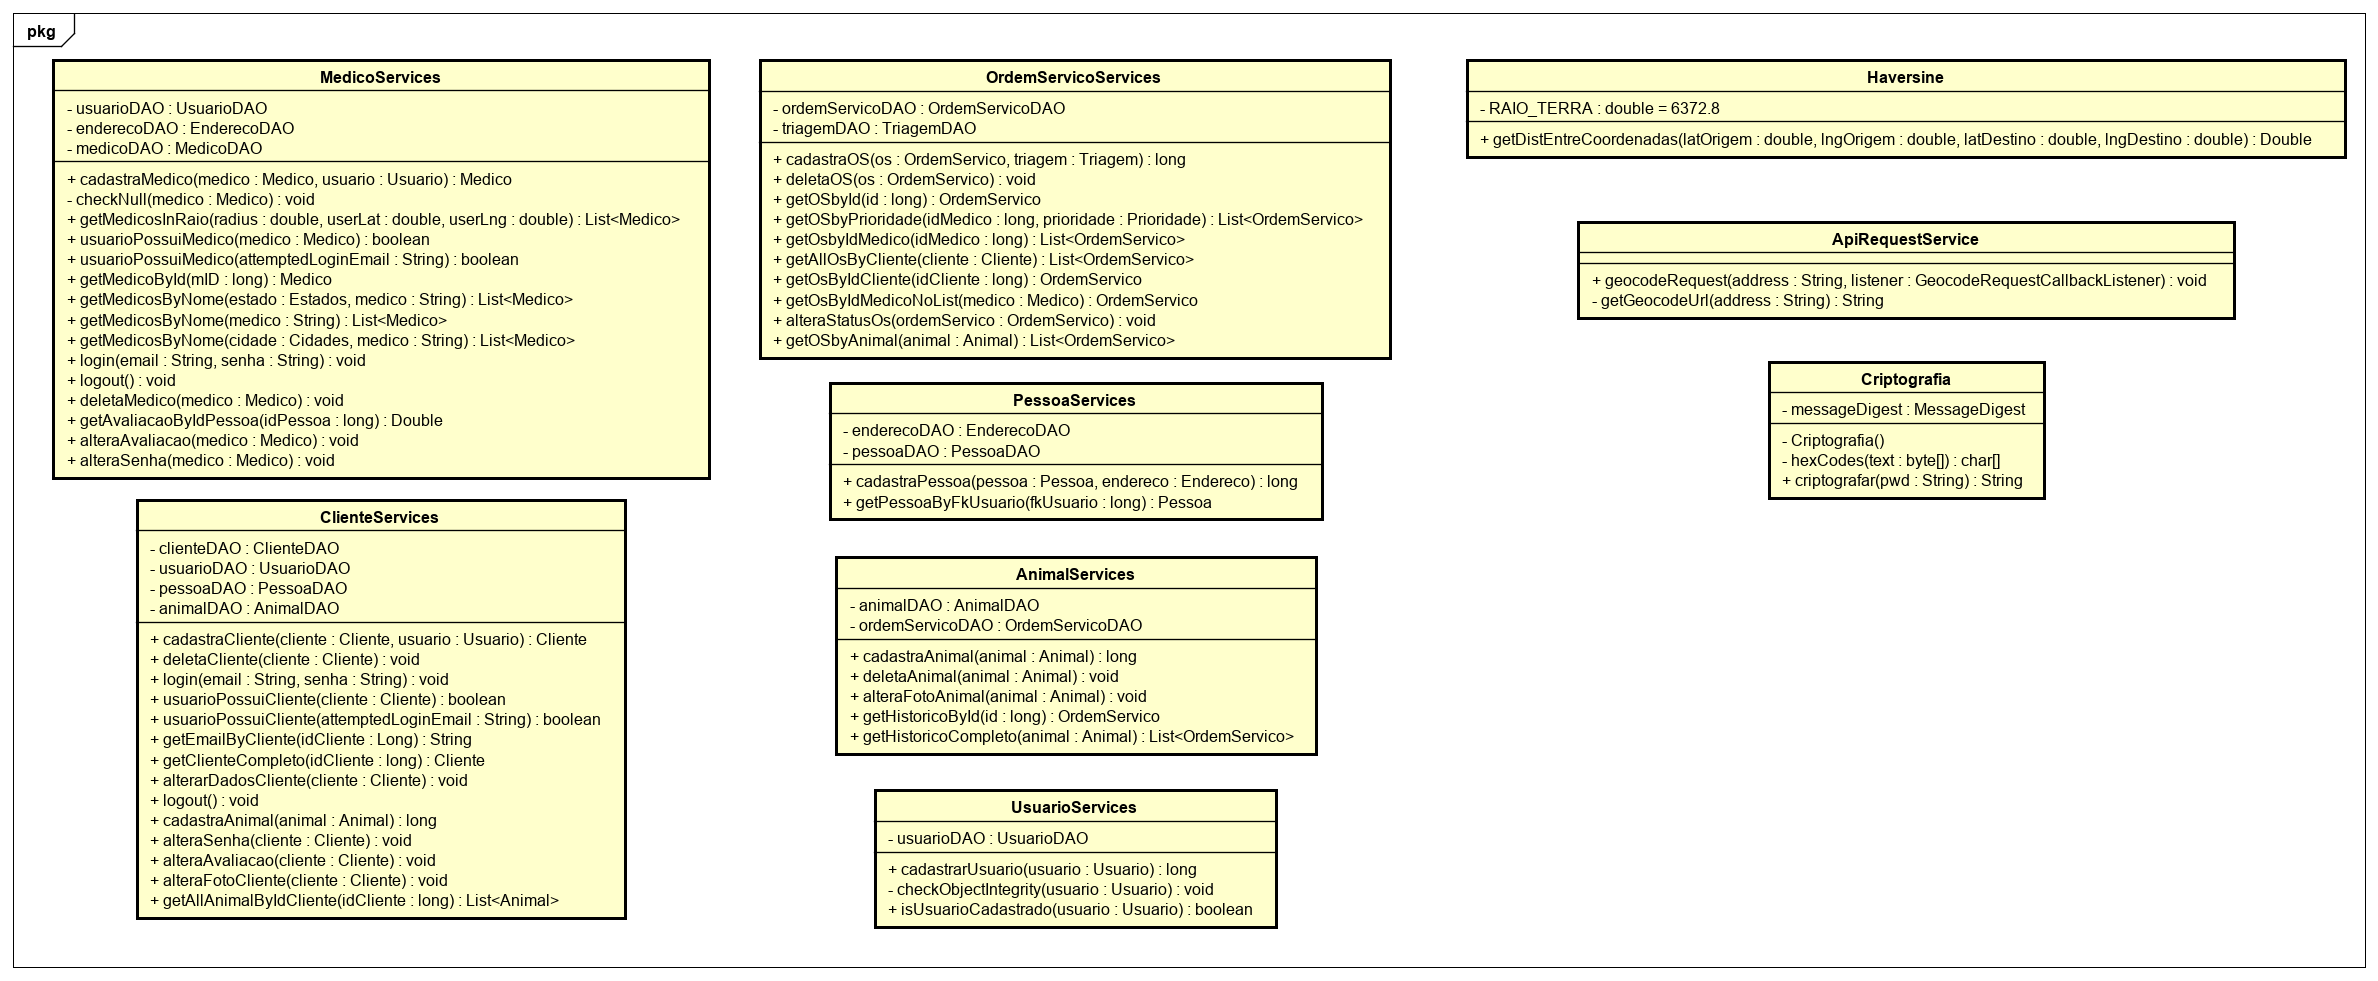 pkg
MedicoServices
- usuarioDAO : UsuarioDAO
- enderecoDAO : EnderecoDAO
- medicoDAO : MedicoDAO
+ cadastraMedico(medico : Medico, usuario : Usuario) : Medico
- checkNull(medico : Medico) : void
+ getMedicosInRaio(radius : double, userLat : double, userLng : double) : List<Medico>
+ usuarioPossuiMedico(medico : Medico) : boolean
+ usuarioPossuiMedico(attemptedLoginEmail : String) : boolean
+ getMedicoById(mID : long) : Medico
+ getMedicosByNome(estado : Estados, medico : String) : List<Medico>
+ getMedicosByNome(medico : String) : List<Medico>
+ getMedicosByNome(cidade : Cidades, medico : String) : List<Medico>
+ login(email : String, senha : String) : void
+ logout() : void
+ deletaMedico(medico : Medico) : void
+ getAvaliacaoByIdPessoa(idPessoa : long) : Double
+ alteraAvaliacao(medico : Medico) : void
+ alteraSenha(medico : Medico) : void
ClienteServices
- clienteDAO : ClienteDAO
- usuarioDAO : UsuarioDAO
- pessoaDAO : PessoaDAO
- animalDAO : AnimalDAO
+ cadastraCliente(cliente : Cliente, usuario : Usuario) : Cliente
+ deletaCliente(cliente : Cliente) : void
+ login(email : String, senha : String) : void
+ usuarioPossuiCliente(cliente : Cliente) : boolean
+ usuarioPossuiCliente(attemptedLoginEmail : String) : boolean
+ getEmailByCliente(idCliente : Long) : String
+ getClienteCompleto(idCliente : long) : Cliente
+ alterarDadosCliente(cliente : Cliente) : void
+ logout() : void
+ cadastraAnimal(animal : Animal) : long
+ alteraSenha(cliente : Cliente) : void
+ alteraAvaliacao(cliente : Cliente) : void
+ alteraFotoCliente(cliente : Cliente) : void
+ getAllAnimalByIdCliente(idCliente : long) : List<Animal>
OrdemServicoServices
- ordemServicoDAO : OrdemServicoDAO
- triagemDAO : TriagemDAO
+ cadastraOS(os : OrdemServico, triagem : Triagem) : long
+ deletaOS(os : OrdemServico) : void
+ getOSbyId(id : long) : OrdemServico
+ getOSbyPrioridade(idMedico : long, prioridade : Prioridade) : List<OrdemServico>
+ getOsbyIdMedico(idMedico : long) : List<OrdemServico>
+ getAllOsByCliente(cliente : Cliente) : List<OrdemServico>
+ getOsByIdCliente(idCliente : long) : OrdemServico
+ getOsByIdMedicoNoList(medico : Medico) : OrdemServico
+ alteraStatusOs(ordemServico : OrdemServico) : void
+ getOSbyAnimal(animal : Animal) : List<OrdemServico>
PessoaServices
- enderecoDAO : EnderecoDAO
- pessoaDAO : PessoaDAO
+ cadastraPessoa(pessoa : Pessoa, endereco : Endereco) : long
+ getPessoaByFkUsuario(fkUsuario : long) : Pessoa
AnimalServices
- animalDAO : AnimalDAO
- ordemServicoDAO : OrdemServicoDAO
+ cadastraAnimal(animal : Animal) : long
+ deletaAnimal(animal : Animal) : void
+ alteraFotoAnimal(animal : Animal) : void
+ getHistoricoById(id : long) : OrdemServico
+ getHistoricoCompleto(animal : Animal) : List<OrdemServico>
UsuarioServices
- usuarioDAO : UsuarioDAO
+ cadastrarUsuario(usuario : Usuario) : long
- checkObjectIntegrity(usuario : Usuario) : void
+ isUsuarioCadastrado(usuario : Usuario) : boolean
Haversine
- RAIO_TERRA : double = 6372.8
+ getDistEntreCoordenadas(latOrigem : double, lngOrigem : double, latDestino : double, lngDestino : double) : Double
ApiRequestService
+ geocodeRequest(address : String, listener : GeocodeRequestCallbackListener) : void
- getGeocodeUrl(address : String) : String
Criptografia
- messageDigest : MessageDigest
- Criptografia()
- hexCodes(text : byte[]) : char[]
+ criptografar(pwd : String) : String